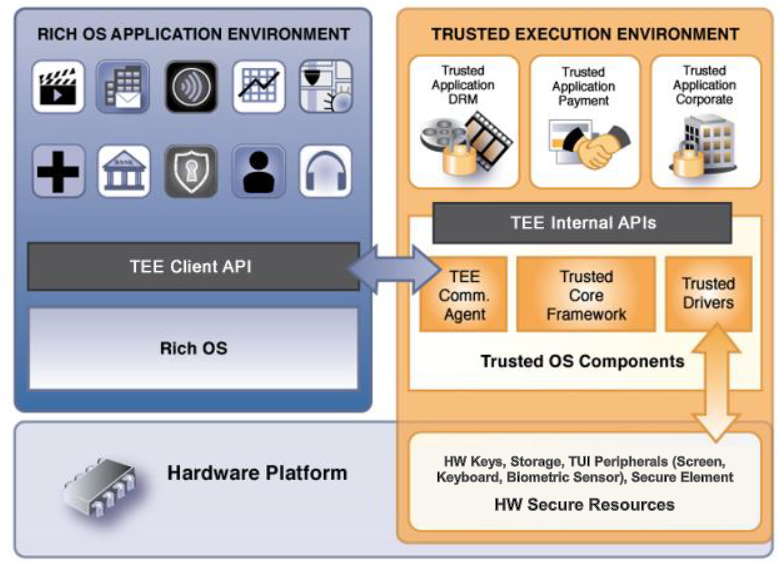 RICH OS APPLICATION ENVIRONMENT
BANK
TEE Client API
Rich OS
TRUSTED EXECUTION ENVIRONMENT
Trusted
Application
DRM
Trusted
Application
Payment
Trusted
Application
Corporate
TEE Internal APIs
TEE
Comm.
Agent
Trusted
Core
Framework
Trusted
Drivers
Trusted OS Components
Hardware Platform
HW Keys, Storage, TUI Peripherals (Screen,
Keyboard, Biometric Sensor), Secure Element
HW Secure Resources